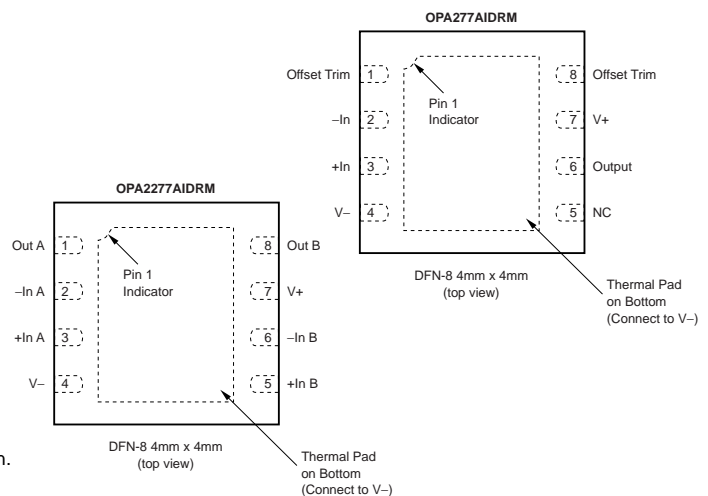 OPA277AIDRM
Offset Trim 1
8 Offset Trim
Pin 1
Indicator
–In 2
7 V+
+In 3
6 Output
V– 4
5 NC
DFN-8 4mm x 4mm
(top view)
Thermal Pad
on Bottom
(Connect to V–)
OPA2277AIDRM
Out A 1
8 Out B
Pin 1
Indicator
–In A 2
7 V+
+In A 3
6 –In B
V– 4
5 +In B
DFN-8 4mm x 4mm
(top view)
Thermal Pad
on Bottom
(Connect to V–)